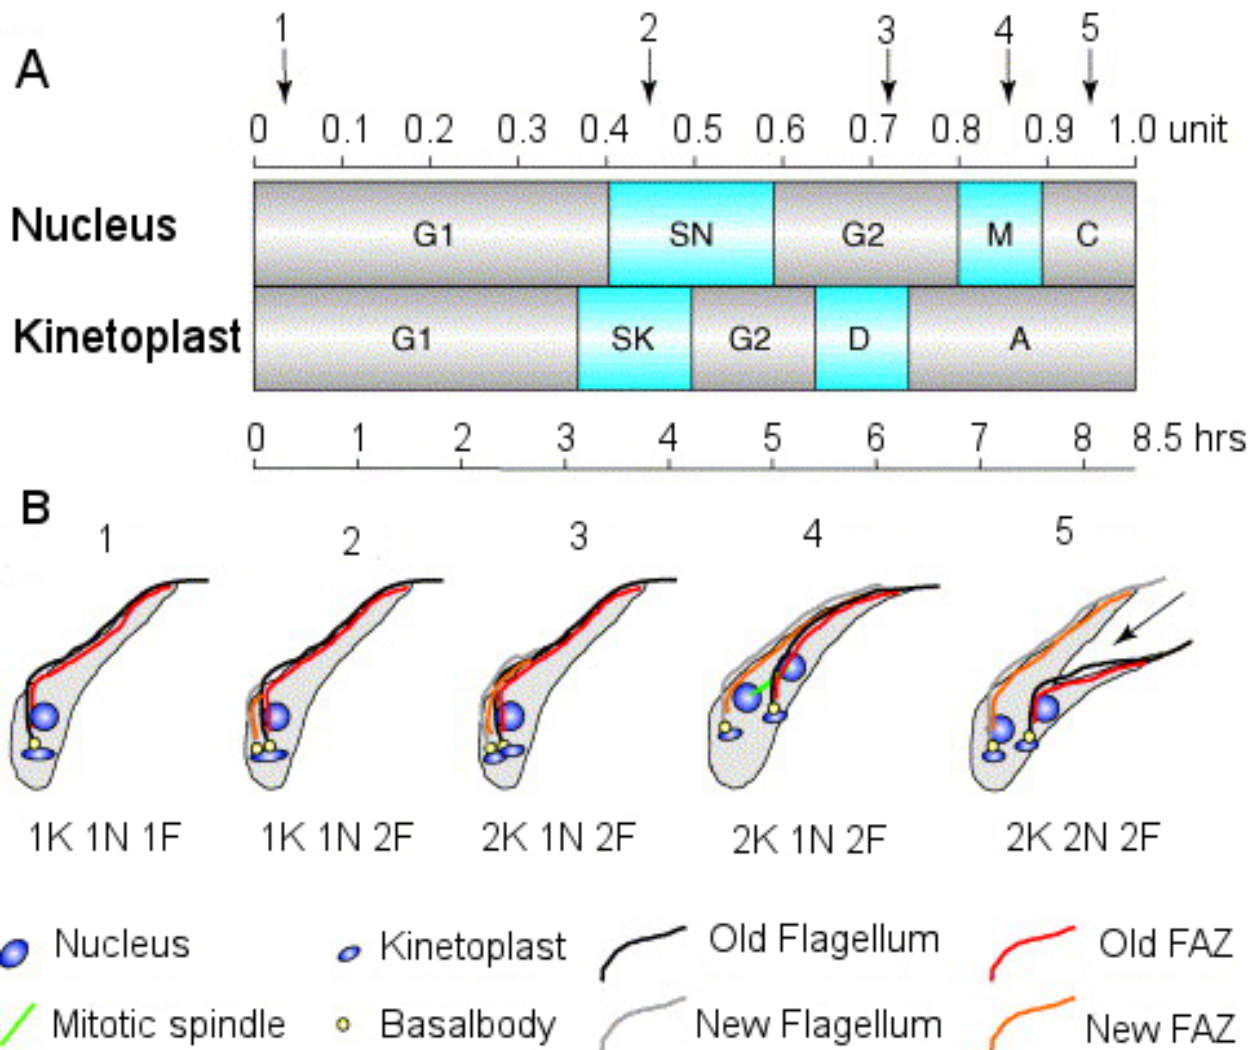 1 2 3 4 5
A
0 0.1 0.2 0.3 0.4 0.5 0.6 0.7 0.8 0.9 1.0 unit
Nucleus G1 SN G2 M C
Kinetoplast G1 SK G2 D A
0 1 2 3 4 5 6 7 8 8.5 hrs
B
1 2 3 4 5
1K 1N 1F 1K 1N 2F 2K 1N 2F 2K 1N 2F 2K 2N 2F
Nucleus Kinetoplast Old Flagellum Old FAZ
Mitotic spindle Basalbody New Flagellum New FAZ